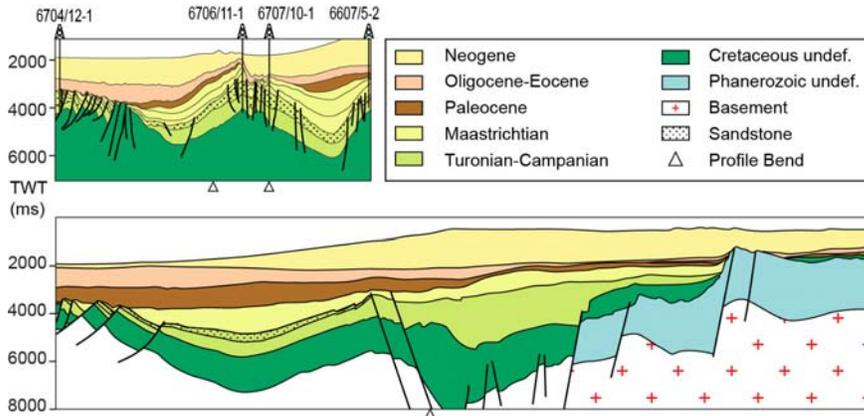 6704/12-1 6706/11-1 6707/10-1 6607/5-2
2000
4000
6000
TWT
(ms)
Neogene
Oligocene-Eocene
Paleocene
Maastrichtian
Turonian-Campanian
Cretaceous undef.
Phanerozoic undef.
Basement
Sandstone
Profile Bend
2000
4000
6000
8000